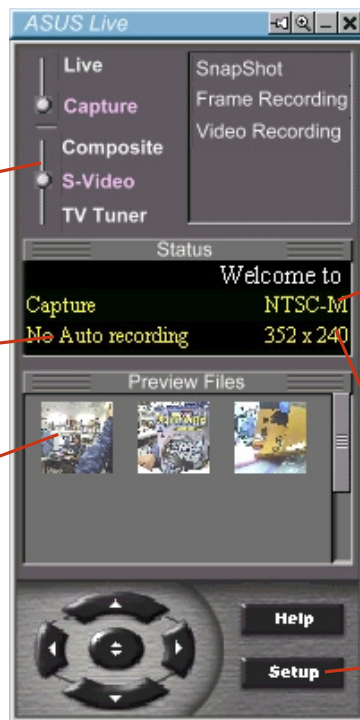 ASUS Live
Live
Capture
Composite
S-Video
TV Tuner
SnapShot
Frame Recording
Video Recording
Status
Welcome to
Capture NTSC-M
No Auto recording 352 x 240
Preview Files
Help
Setup